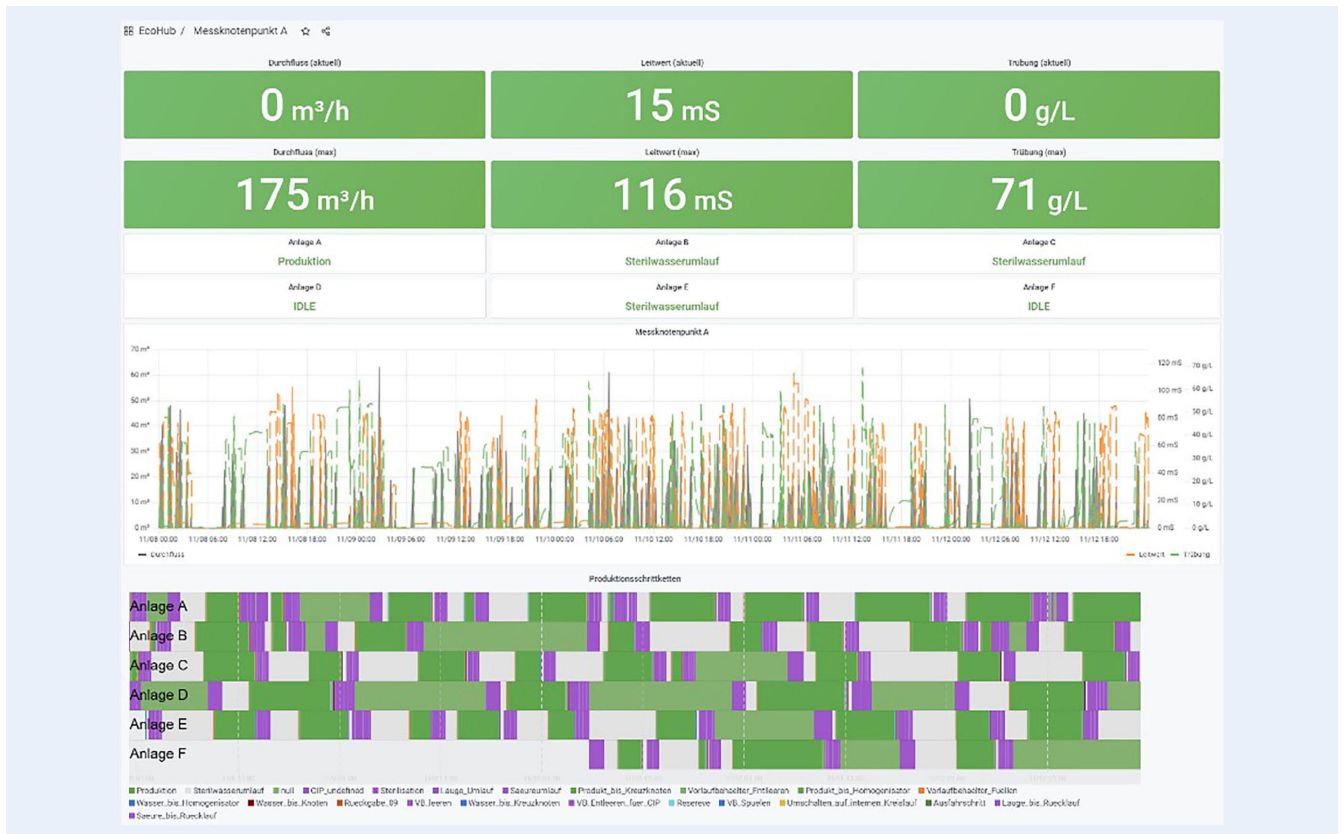 EcoHub / Messknotenpunkt A
Durchfluss (aktuell) Leitwert (aktuell) Trübung (aktuell)
0 m³/h 15 mS 0 g/L
Durchfluss (max) Leitwert (max) Trübung (max)
175 m³/h 116 mS 71 g/L
Anlage A Anlage B Anlage C
Produktion Sterilwasserumlauf Sterilwasserumlauf
Anlage D Anlage E Anlage F
IDLE Sterilwasserumlauf IDLE
Messknotenpunkt A
70 m³
60 m³
50 m³
40 m³
30 m³
20 m³
10 m³
0 m³
120 mS 70 g/L
100 mS 60 g/L
80 mS 50 g/L
60 mS 40 g/L
40 mS 30 g/L
20 mS 20 g/L
10 g/L
0 mS 0 g/L
11/08 00:00 11/08 06:00 11/08 12:00 11/08 18:00 11/09 00:00 11/09 06:00 11/09 12:00 11/09 18:00 11/10 00:00 11/10 06:00 11/10 12:00 11/10 18:00 11/11 00:00 11/11 06:00 11/11 12:00 11/11 18:00 11/12 00:00 11/12 06:00 11/12 12:00 11/12 18:00
Durchfluss Leitwert Trübung
Produktionsschrittketten
Anlage A
Anlage B
Anlage C
Anlage D
Anlage E
Anlage F
Produktion Sterilwasserumlauf null CIP_undefined Sterilisation Lauge_Umlauf Saeureumlauf Produkt_bis_Kreuzknoten Vorlaufbehaelter_Entleeren Produkt_bis_Homogenisator Vorlaufbehaelter_Fuellen
Wasser_bis_Homogenisator Wasser_bis_Knoten Rueckgabe_09 VB_leeren Wasser_bis_Kreuzknoten VB_Entleeren_fuer_CIP Resereve VB_Spuelen Umschalten_auf_internem_Kreislauf Ausfahrschritt Lauge_bis_Ruecklauf
Saeure_bis_Ruecklauf